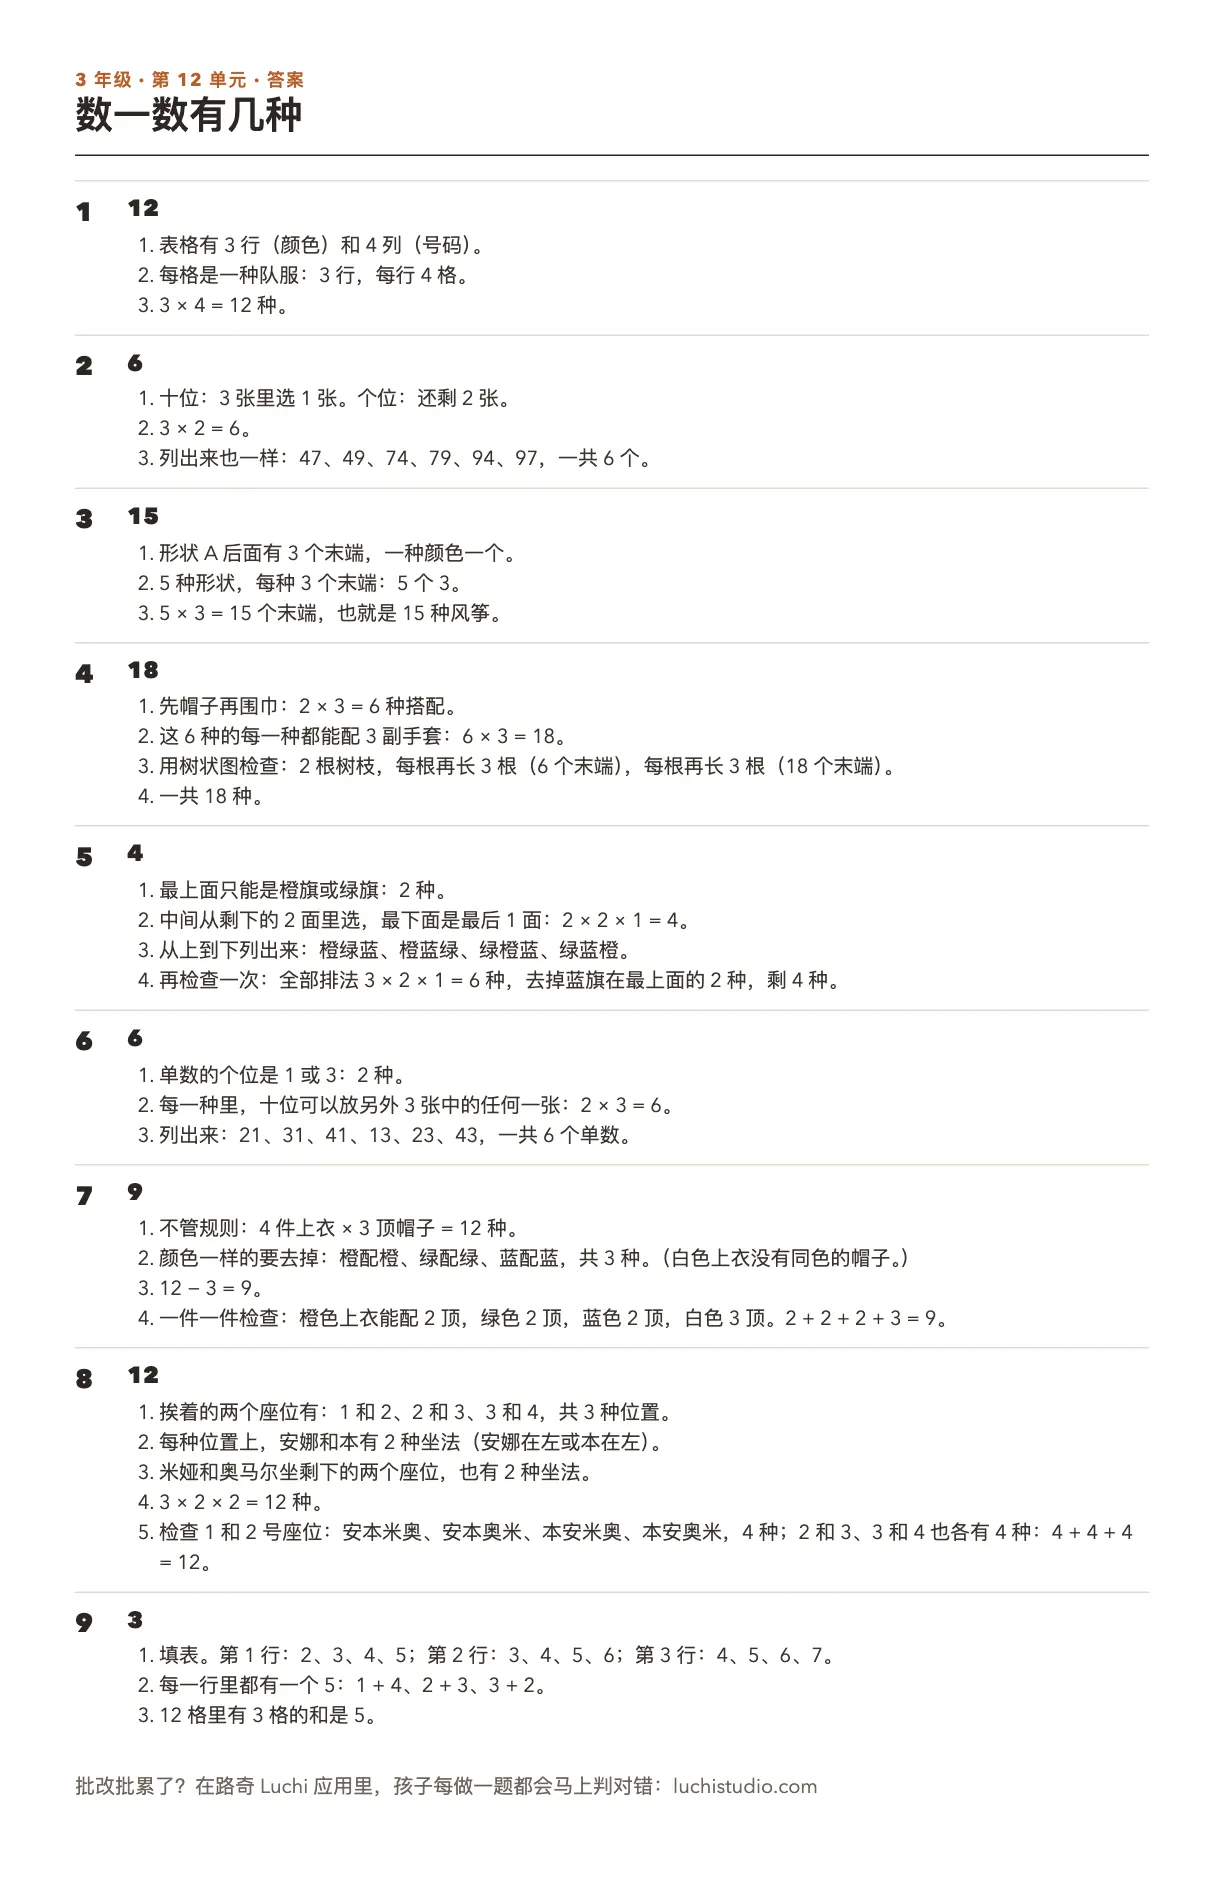 3 年级 · 第 12 单元 · 答案
数一数有几种
1 12
1. 表格有 3 行（颜色）和 4 列（号码）。
2. 每格是一种队服：3 行，每行 4 格。
3. 3 × 4 = 12 种。
2 6
1. 十位：3 张里选 1 张。个位：还剩 2 张。
2. 3 × 2 = 6。
3. 列出来也一样：47、49、74、79、94、97，一共 6 个。
3 15
1. 形状 A 后面有 3 个末端，一种颜色一个。
2. 5 种形状，每种 3 个末端：5 个 3。
3. 5 × 3 = 15 个末端，也就是 15 种风筝。
4 18
1. 先帽子再围巾：2 × 3 = 6 种搭配。
2. 这 6 种的每一种都能配 3 副手套：6 × 3 = 18。
3. 用树状图检查：2 根树枝，每根再长 3 根（6 个末端），每根再长 3 根（18 个末端）。
4. 一共 18 种。
5 4
1. 最上面只能是橙旗或绿旗：2 种。
2. 中间从剩下的 2 面里选，最下面是最后 1 面：2 × 2 × 1 = 4。
3. 从上到下列出来：橙绿蓝、橙蓝绿、绿橙蓝、绿蓝橙。
4. 再检查一次：全部排法 3 × 2 × 1 = 6 种，去掉蓝旗在最上面的 2 种，剩 4 种。
6 6
1. 单数的个位是 1 或 3：2 种。
2. 每一种里，十位可以放另外 3 张中的任何一张：2 × 3 = 6。
3. 列出来：21、31、41、13、23、43，一共 6 个单数。
7 9
1. 不管规则：4 件上衣 × 3 顶帽子 = 12 种。
2. 颜色一样的要去掉：橙配橙、绿配绿、蓝配蓝，共 3 种。（白色上衣没有同色的帽子。）
3. 12 − 3 = 9。
4. 一件一件检查：橙色上衣能配 2 顶，绿色 2 顶，蓝色 2 顶，白色 3 顶。2 + 2 + 2 + 3 = 9。
8 12
1. 挨着的两个座位有：1 和 2、2 和 3、3 和 4，共 3 种位置。
2. 每种位置上，安娜和本有 2 种坐法（安娜在左或本在左）。
3. 米娅和奥马尔坐剩下的两个座位，也有 2 种坐法。
4. 3 × 2 × 2 = 12 种。
5. 检查 1 和 2 号座位：安本米奥、安本奥米、本安米奥、本安奥米，4 种；2 和 3、3 和 4 也各有 4 种：4 + 4 + 4
= 12。
9 3
1. 填表。第 1 行：2、3、4、5；第 2 行：3、4、5、6；第 3 行：4、5、6、7。
2. 每一行里都有一个 5：1 + 4、2 + 3、3 + 2。
3. 12 格里有 3 格的和是 5。
批改批累了？在路奇 Luchi 应用里，孩子每做一题都会马上判对错：luchistudio.com